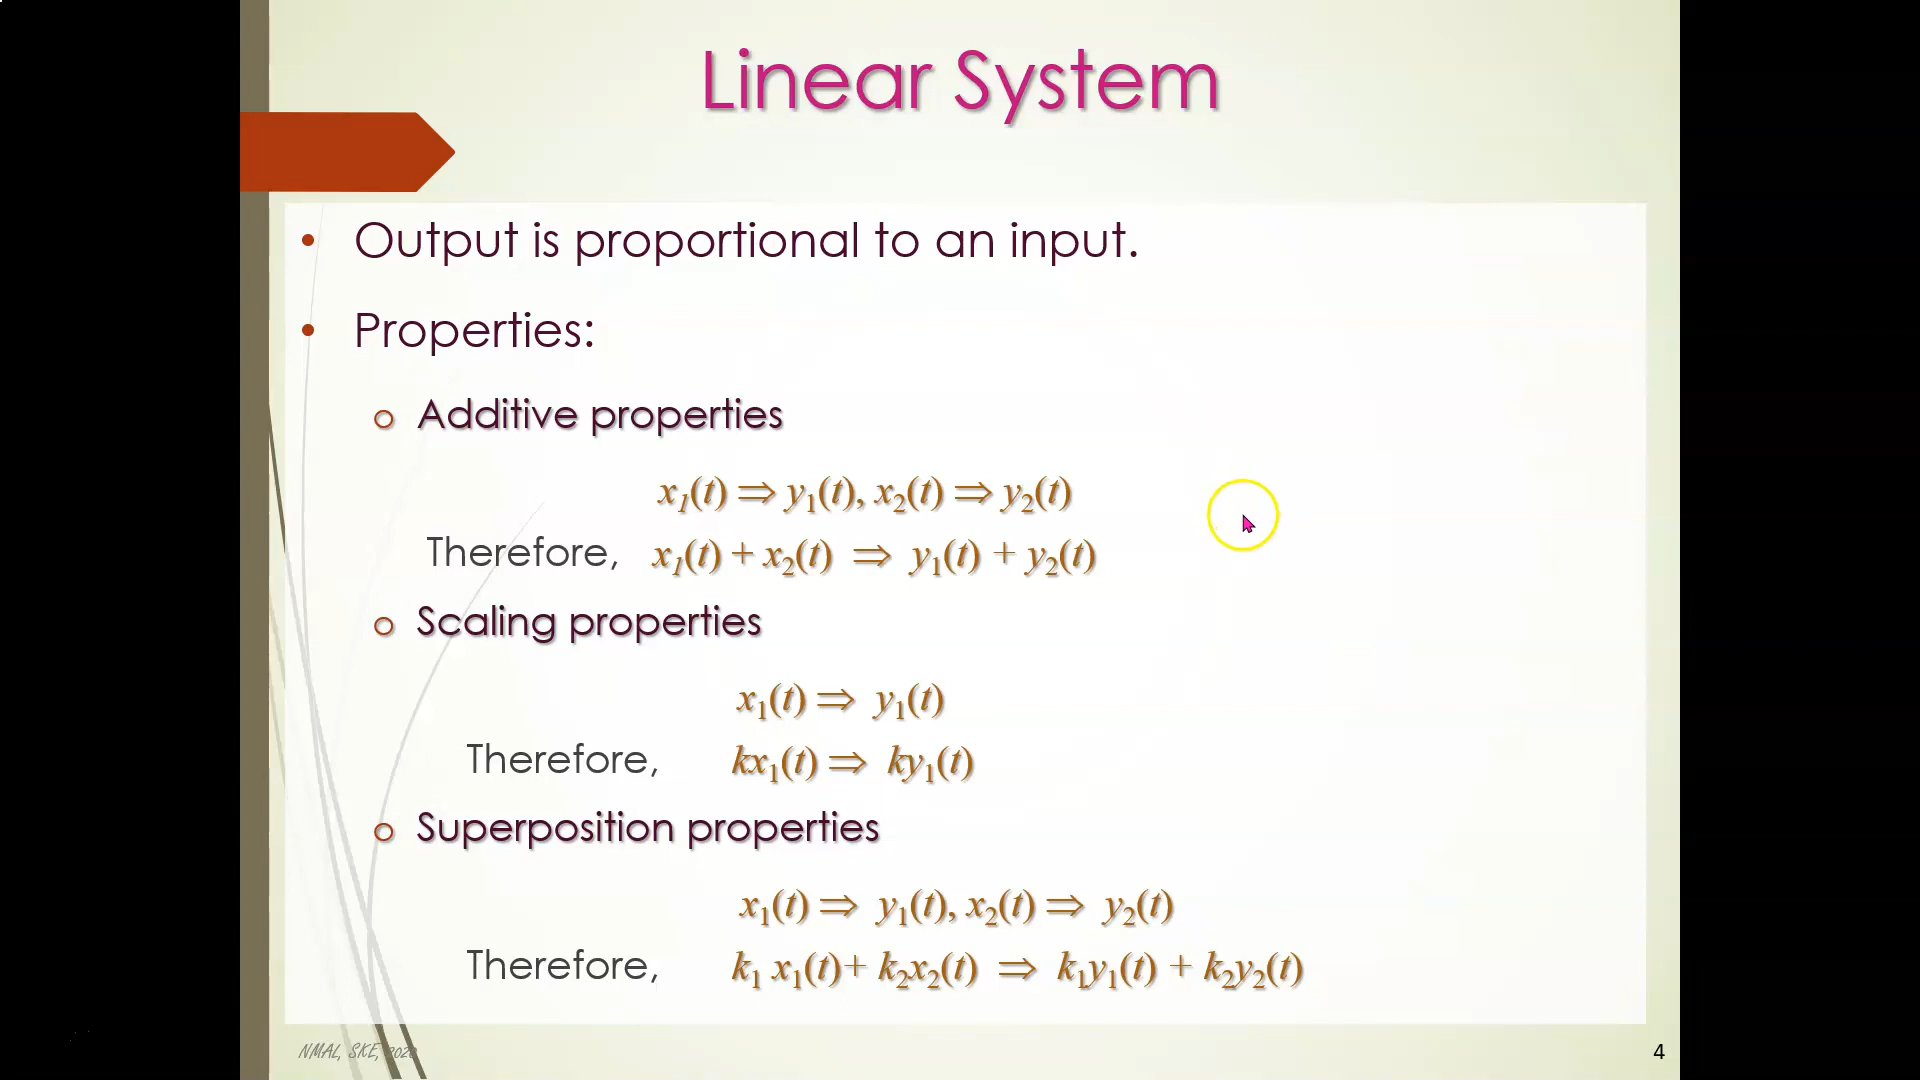 Linear System
• Output is proportional to an input.
• Properties:
o Additive properties
x₁(t) ⇒ y₁(t), x₂(t) ⇒ y₂(t)
Therefore, x₁(t) + x₂(t) ⇒ y₁(t) + y₂(t)
o Scaling properties
x₁(t) ⇒ y₁(t)
Therefore, kx₁(t) ⇒ ky₁(t)
o Superposition properties
x₁(t) ⇒ y₁(t), x₂(t) ⇒ y₂(t)
Therefore, k₁ x₁(t)+ k₂x₂(t) ⇒ k₁y₁(t) + k₂y₂(t)
NMAL, SKE, 2020
4